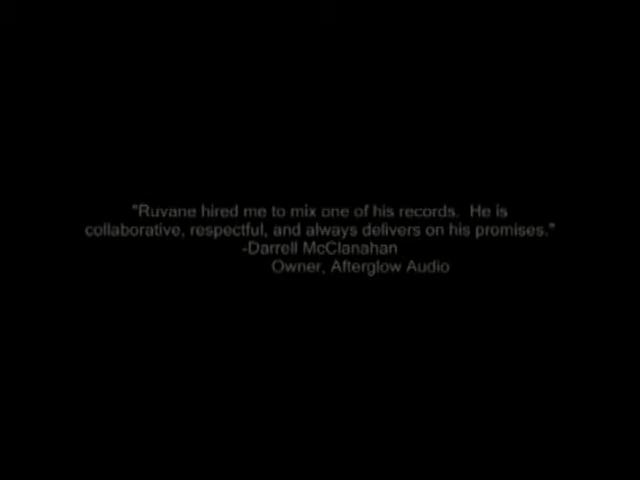 "Ruvane hired me to mix one of his records.  He is
collaborative, respectful, and always delivers on his promises."
-Darrell McClanahan
Owner, Afterglow Audio